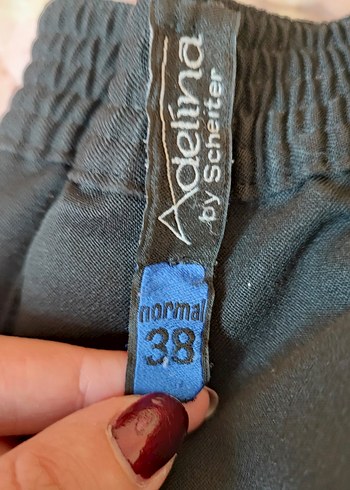 Adelina
by Scheiter
normal
38